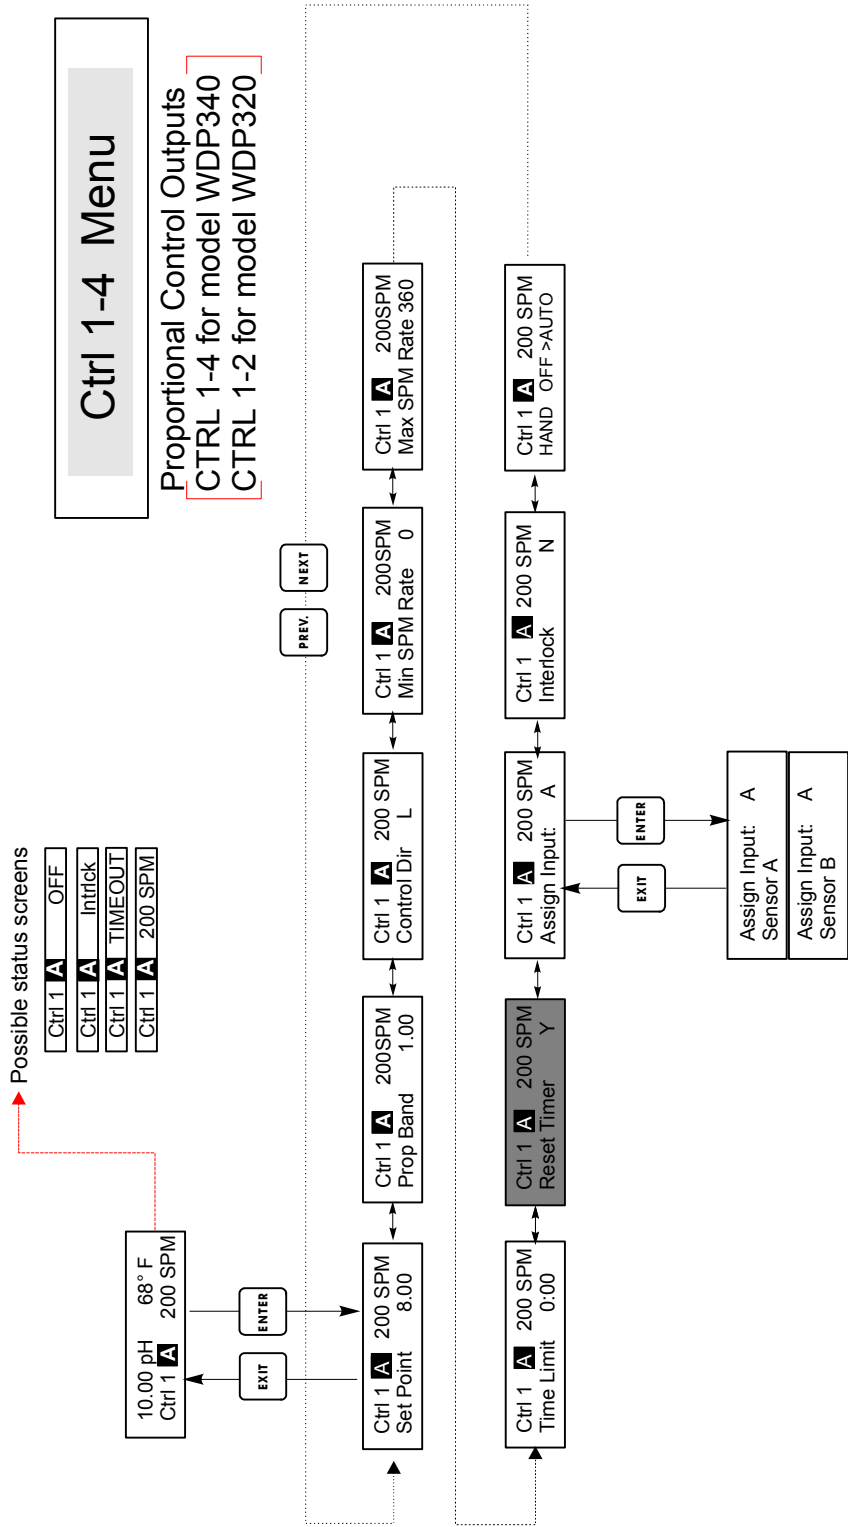 Ctrl 1-4 Menu
Proportional Control Outputs
CTRL 1-4 for model WDP340
CTRL 1-2 for model WDP320
Possible status screens
Ctrl 1 A OFF
Ctrl 1 A Intrlck
Ctrl 1 A TIMEOUT
Ctrl 1 A 200 SPM
10.00 pH 68° F
Ctrl 1 A 200 SPM
EXIT
ENTER
PREV.
NEXT
Ctrl 1 A 200 SPM
Set Point 8.00
Ctrl 1 A 200SPM
Prop Band 1.00
Ctrl 1 A 200 SPM
Control Dir L
Ctrl 1 A 200SPM
Min SPM Rate 0
Ctrl 1 A 200SPM
Max SPM Rate 360
Ctrl 1 A 200 SPM
Time Limit 0:00
Ctrl 1 A 200 SPM
Reset Timer Y
Ctrl 1 A 200 SPM
Assign Input: A
Ctrl 1 A 200 SPM
Interlock N
Ctrl 1 A 200 SPM
HAND OFF >AUTO
EXIT
ENTER
Assign Input: A
Sensor A
Assign Input: A
Sensor B